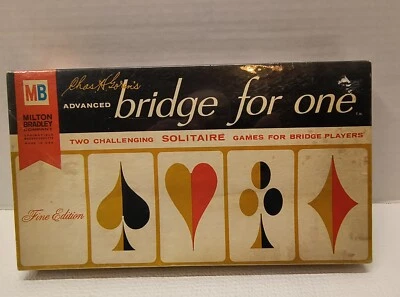 Chas. H. Goren's
ADVANCED
bridge for one
MB
MILTON
BRADLEY
COMPANY
TWO CHALLENGING SOLITAIRE GAMES FOR BRIDGE PLAYERS
Fine Edition